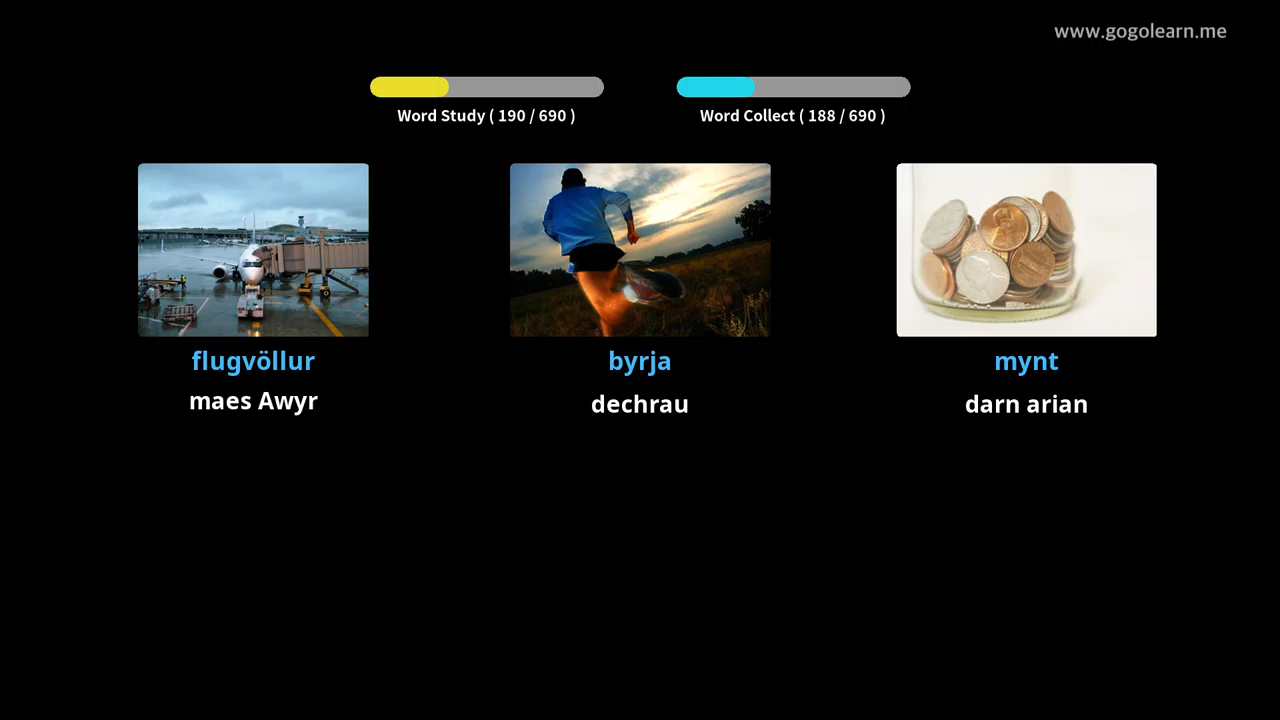 www.gogolearn.me
Word Study ( 190 / 690 )
Word Collect ( 188 / 690 )
flugvöllur
maes Awyr
byrja
dechrau
mynt
darn arian